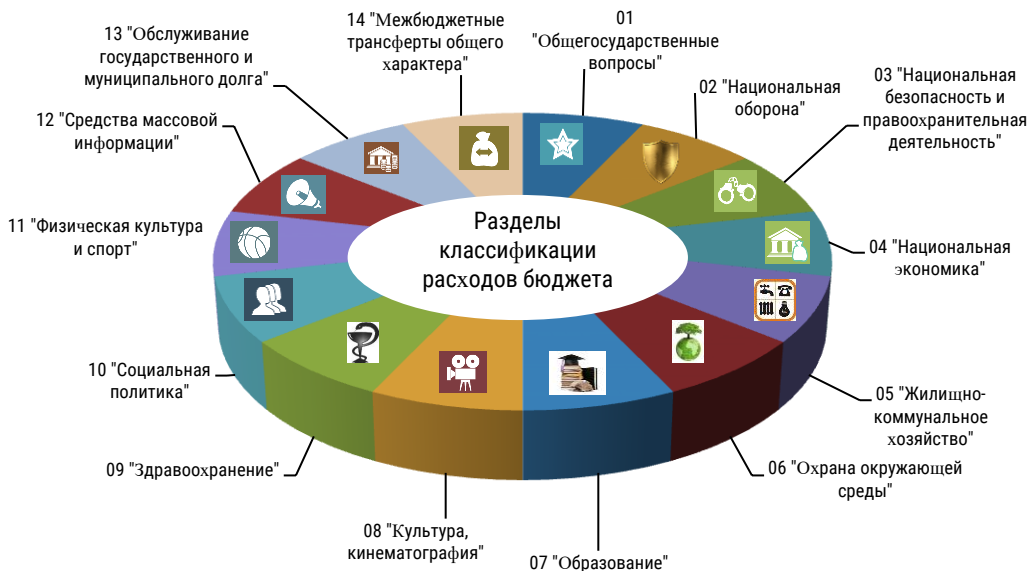 Разделы
классификации
расходов бюджета
01
"Общегосударственные
вопросы"
02 "Национальная
оборона"
03 "Национальная
безопасность и
правоохранительная
деятельность"
04 "Национальная
экономика"
05 "Жилищно-
коммунальное
хозяйство"
06 "Охрана окружающей
среды"
07 "Образование"
08 "Культура,
кинематография"
09 "Здравоохранение"
10 "Социальная
политика"
11 "Физическая культура
и спорт"
12 "Средства массовой
информации"
13 "Обслуживание
государственного и
муниципального долга"
14 "Межбюджетные
трансферты общего
характера"